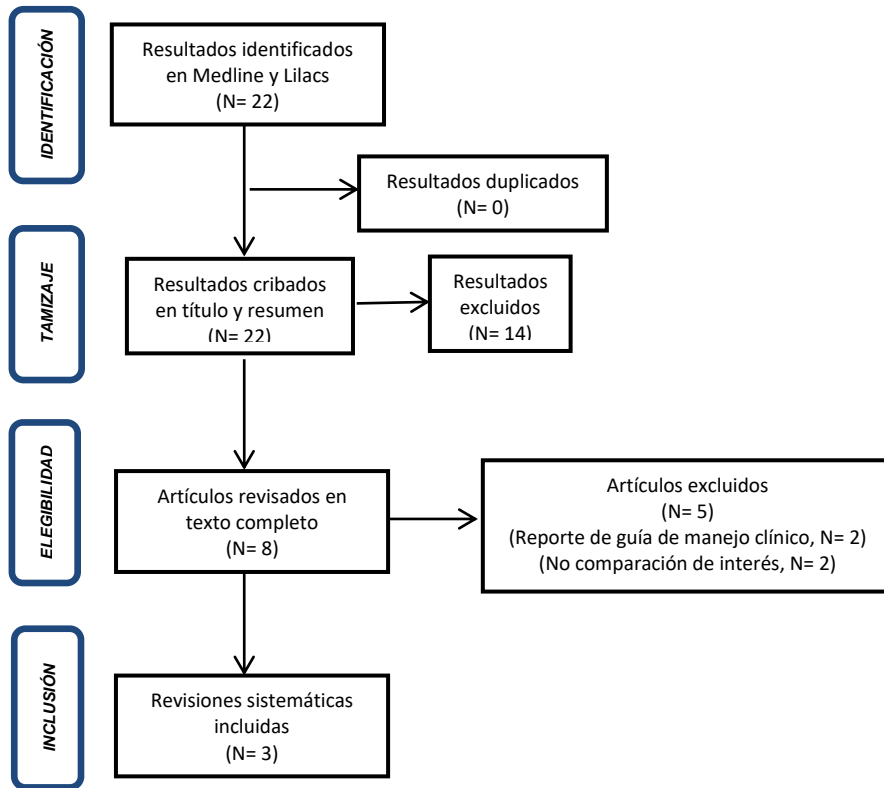 IDENTIFICACIÓN
Resultados identificados
en Medline y Lilacs
(N= 22)
Resultados duplicados
(N= 0)
TAMIZAJE
Resultados cribados
en título y resumen
(N= 22)
Resultados
excluidos
(N= 14)
ELEGIBILIDAD
Artículos revisados en
texto completo
(N= 8)
Artículos excluidos
(N= 5)
(Reporte de guía de manejo clínico, N= 2)
(No comparación de interés, N= 2)
INCLUSIÓN
Revisiones sistemáticas
incluidas
(N= 3)